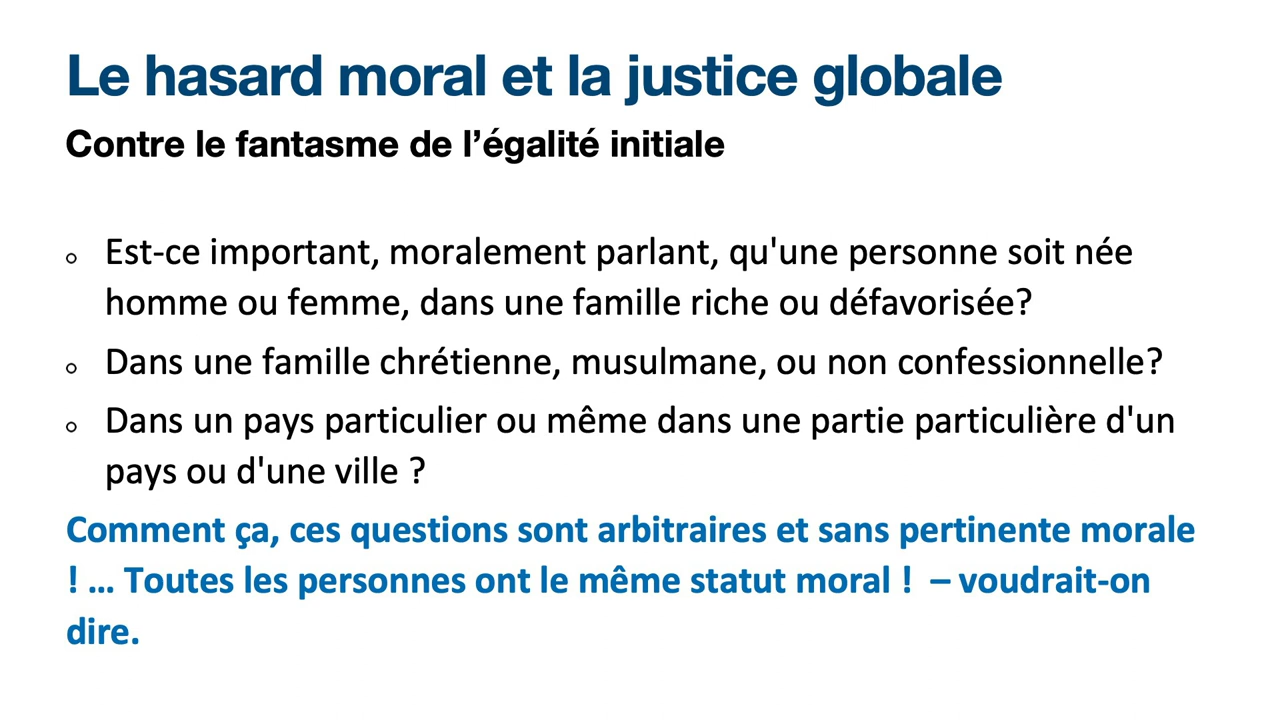 Le hasard moral et la justice globale
Contre le fantasme de l’égalité initiale
Est-ce important, moralement parlant, qu'une personne soit née
homme ou femme, dans une famille riche ou défavorisée?
Dans une famille chrétienne, musulmane, ou non confessionnelle?
Dans un pays particulier ou même dans une partie particulière d'un
pays ou d'une ville ?
Comment ça, ces questions sont arbitraires et sans pertinente morale
! ... Toutes les personnes ont le même statut moral ! – voudrait-on
dire.